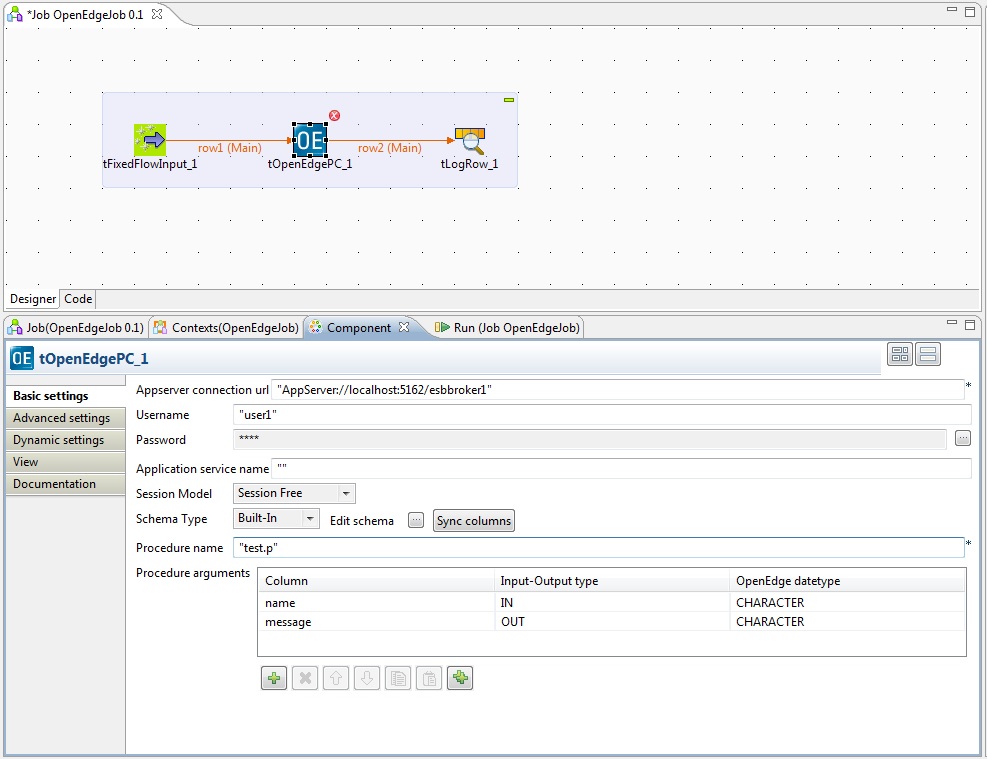 *Job OpenEdgeJob 0.1
OE
row1 (Main)
row2 (Main)
tFixedFlowInput_1
tOpenEdgePC_1
tLogRow_1
Designer
Code
Job(OpenEdgeJob 0.1)
Contexts(OpenEdgeJob)
Component
Run (Job OpenEdgeJob)
OE tOpenEdgePC_1
Basic settings
Advanced settings
Dynamic settings
View
Documentation
Appserver connection url "AppServer://localhost:5162/esbbroker1" *
Username "user1"
Password **** ...
Application service name ""
Session Model Session Free
Schema Type Built-In Edit schema ... Sync columns
Procedure name "test.p" *
Procedure arguments
Column Input-Output type OpenEdge datetype
name IN CHARACTER
message OUT CHARACTER